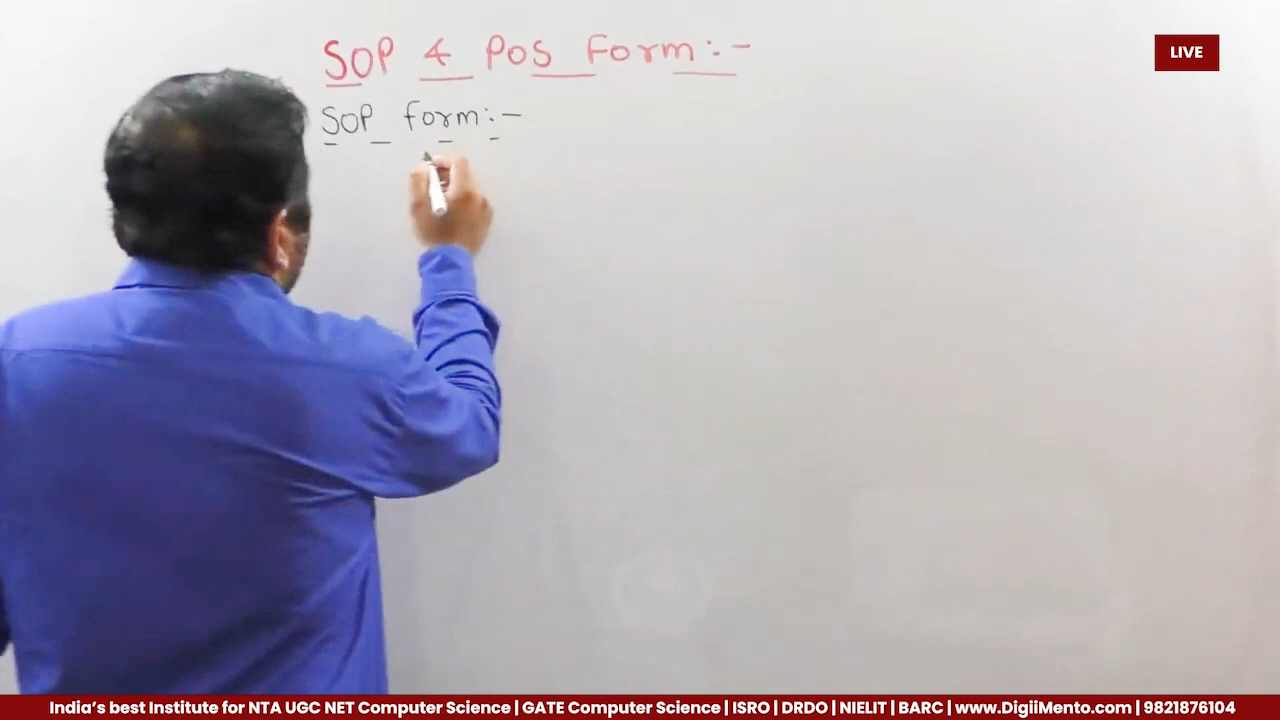 SOP & POS Form:-
LIVE
SOP form:-
India's best Institute for NTA UGC NET Computer Science | GATE Computer Science | ISRO | DRDO | NIELIT | BARC | www.DigiiMento.com | 9821876104